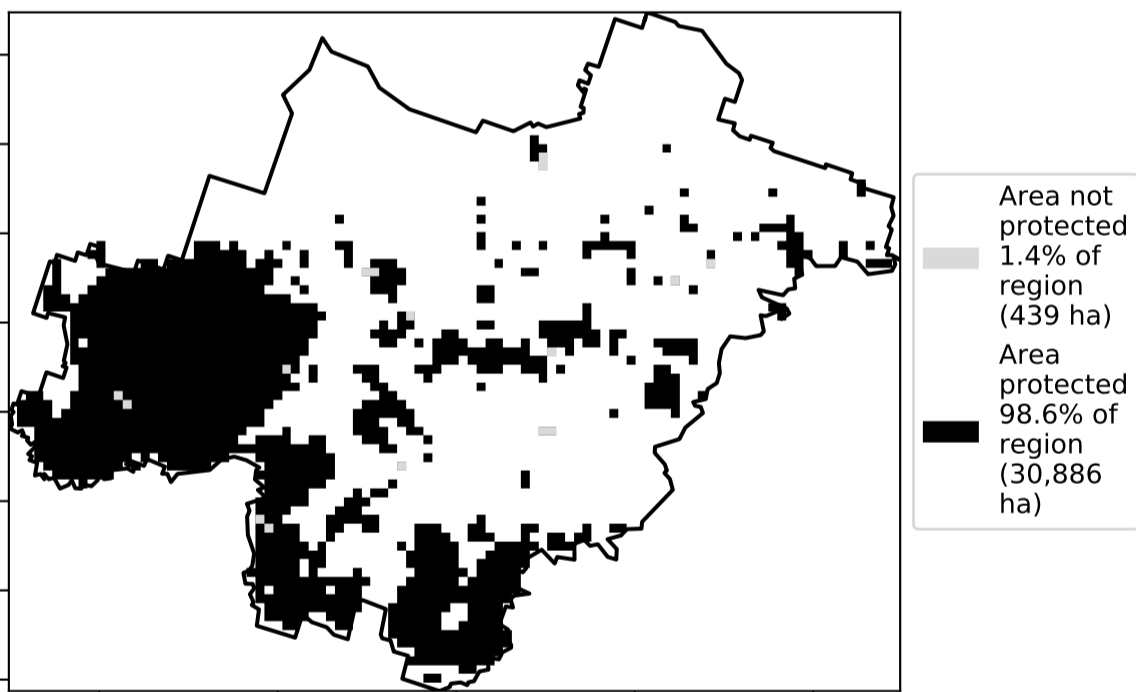 Area not
protected
1.4% of
region
(439 ha)
Area
protected
98.6% of
region
(30,886
ha)